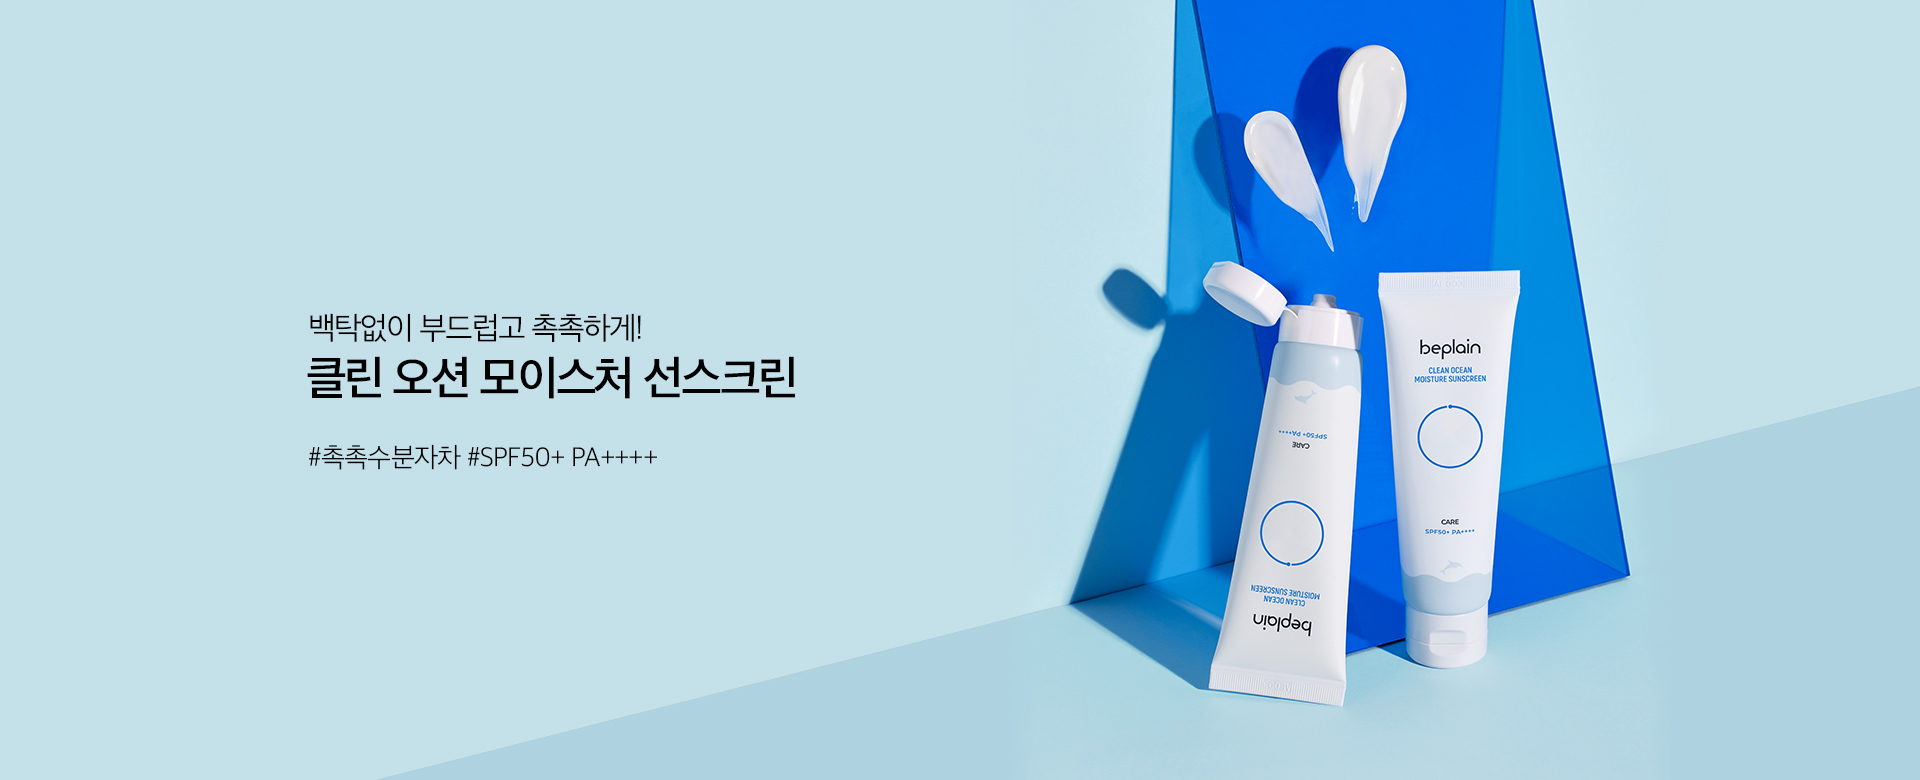 백탁없이 부드럽고 촉촉하게!
클린 오션 모이스처 선스크린
#촉촉수분자차 #SPF50+ PA++++
beplain
CLEAN OCEAN
MOISTURE SUNSCREEN
CARE
SPF50+ PA++++
beplain
CLEAN OCEAN
MOISTURE SUNSCREEN
CARE
SPF50+ PA++++